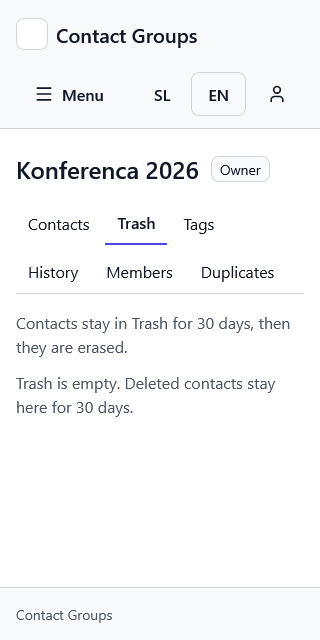 Contact Groups
Menu
SL
EN
Konferenca 2026
Owner
Contacts
Trash
Tags
History
Members
Duplicates
Contacts stay in Trash for 30 days, then
they are erased.
Trash is empty. Deleted contacts stay
here for 30 days.
Contact Groups